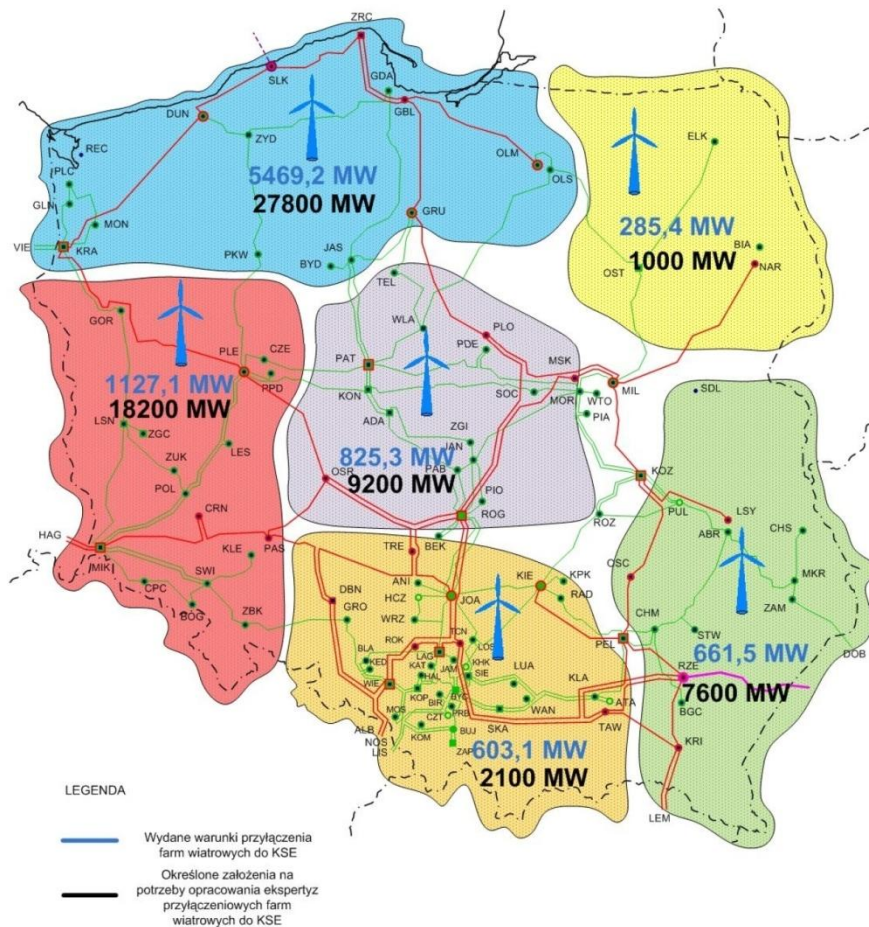 ZRC
SLK
GDA
DUN
GBL
ZYD
REC
OLM
OLS
ELK
PLC
GLN
MON
5469,2 MW
27800 MW
GRU
VIE
KRA
285,4 MW
1000 MW
BIA
NAR
PKW
BYD
JAS
TEL
OST
GOR
WLA
PLO
PLE
CZE
PPD
PAT
PDE
MSK
1127,1 MW
18200 MW
KON
SOC
MOR
WTO
PIA
MIL
SDL
ADA
LSN
ZGC
LES
ZGI
JAN
825,3 MW
9200 MW
PAB
ZUK
POL
OSR
PIO
ROG
KOZ
PUL
LSY
ROZ
ABR
CHS
CRN
HAG
MIK
PAS
TRE
BEK
KLE
SWI
OSC
MKR
ZAM
CPC
BOG
ZBK
DBN
GRO
ANI
HCZ
JOA
KIE
KPK
RAD
WRZ
CHM
STW
DOB
PEL
ROK
TCN
LOS
BLA
KED
LAG
KAT
JAM
KHK
SIE
HAL
WIE
LUA
KLA
RZE
661,5 MW
7600 MW
KOP
BIR
BYC
WAN
ATA
BGC
MOS
CZT
PRB
SKA
TAW
KOM
BUJ
ZAP
KRI
ALB
NOS
LIS
603,1 MW
2100 MW
LEM
LEGENDA
Wydane warunki przyłączenia
farm wiatrowych do KSE
Określone założenia na
potrzeby opracowania ekspertyz
przyłączeniowych farm
wiatrowych do KSE